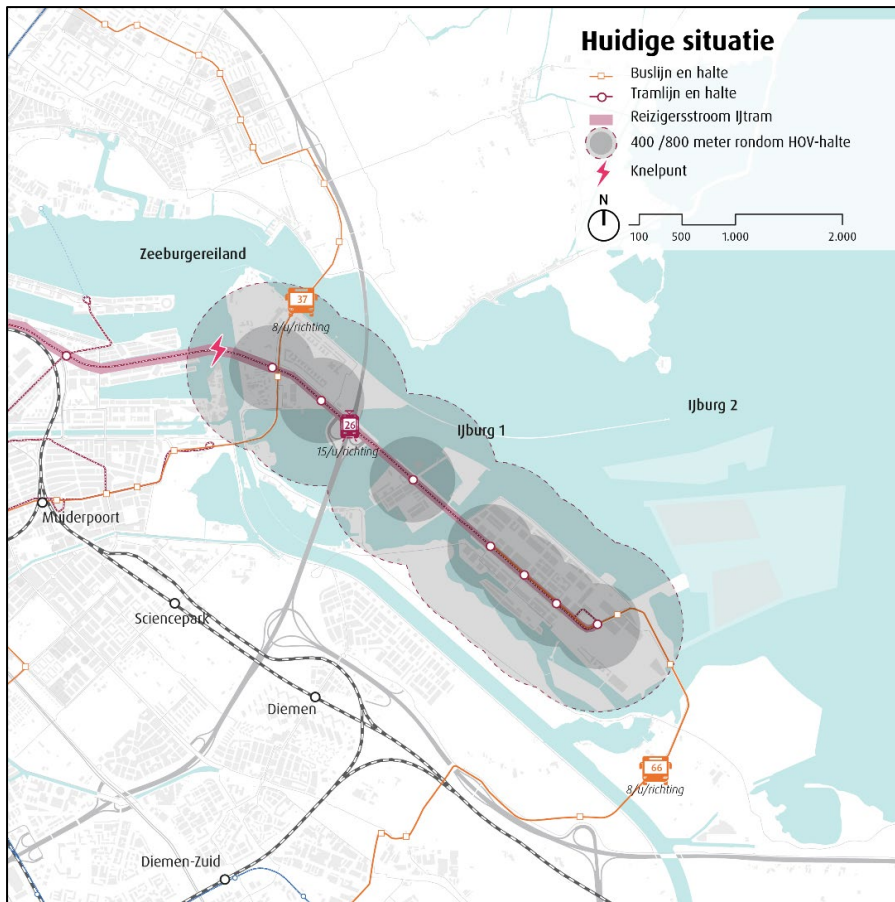 Huidige situatie
Buslijn en halte
Tramlijn en halte
Reizigersstroom IJtram
400 /800 meter rondom HOV-halte
Knelpunt
N
100 500 1.000 2.000
Zeeburgereiland
37
8/u/richting
26
15/u/richting
IJburg 1
IJburg 2
Muiderpoort
Sciencepark
Diemen
66
8/u/richting
Diemen-Zuid